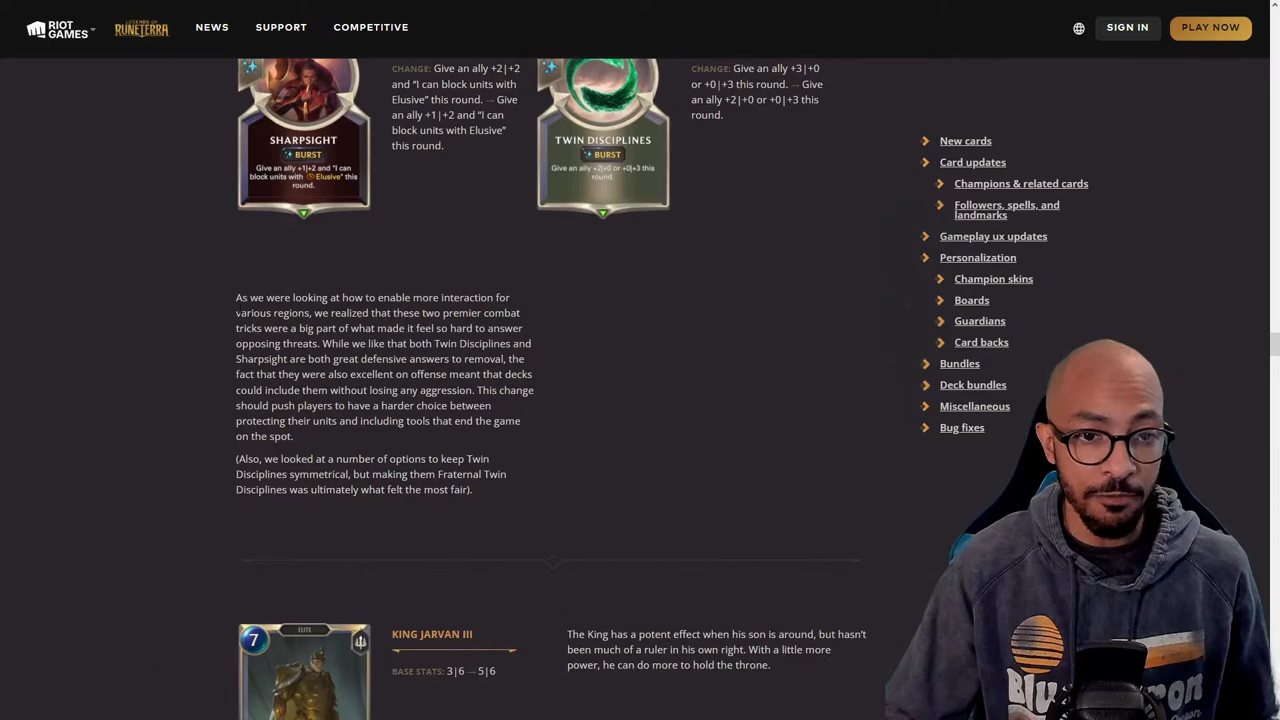 RIOT GAMES
LEGENDS OF RUNETERRA
NEWS
SUPPORT
COMPETITIVE
SIGN IN
PLAY NOW
SHARPSIGHT
BURST
Give an ally +1|+2 and "I can
block units with Elusive" this
round.
CHANGE: Give an ally +2|+2
and "I can block units with
Elusive" this round. → Give
an ally +1|+2 and "I can
block units with Elusive"
this round.
TWIN DISCIPLINES
BURST
Give an ally +2|+0 or +0|+3 this
round.
CHANGE: Give an ally +3|+0
or +0|+3 this round. → Give
an ally +2|+0 or +0|+3 this
round.
As we were looking at how to enable more interaction for
various regions, we realized that these two premier combat
tricks were a big part of what made it feel so hard to answer
opposing threats. While we like that both Twin Disciplines and
Sharpsight are both great defensive answers to removal, the
fact that they were also excellent on offense meant that decks
could include them without losing any aggression. This change
should push players to have a harder choice between
protecting their units and including tools that end the game
on the spot.
(Also, we looked at a number of options to keep Twin
Disciplines symmetrical, but making them Fraternal Twin
Disciplines was ultimately what felt the most fair).
ELITE
7
KING JARVAN III
BASE STATS: 3|6 → 5|6
The King has a potent effect when his son is around, but hasn't
been much of a ruler in his own right. With a little more
power, he can do more to hold the throne.
New cards
Card updates
Champions & related cards
Followers, spells, and
landmarks
Gameplay ux updates
Personalization
Champion skins
Boards
Guardians
Card backs
Bundles
Deck bundles
Miscellaneous
Bug fixes